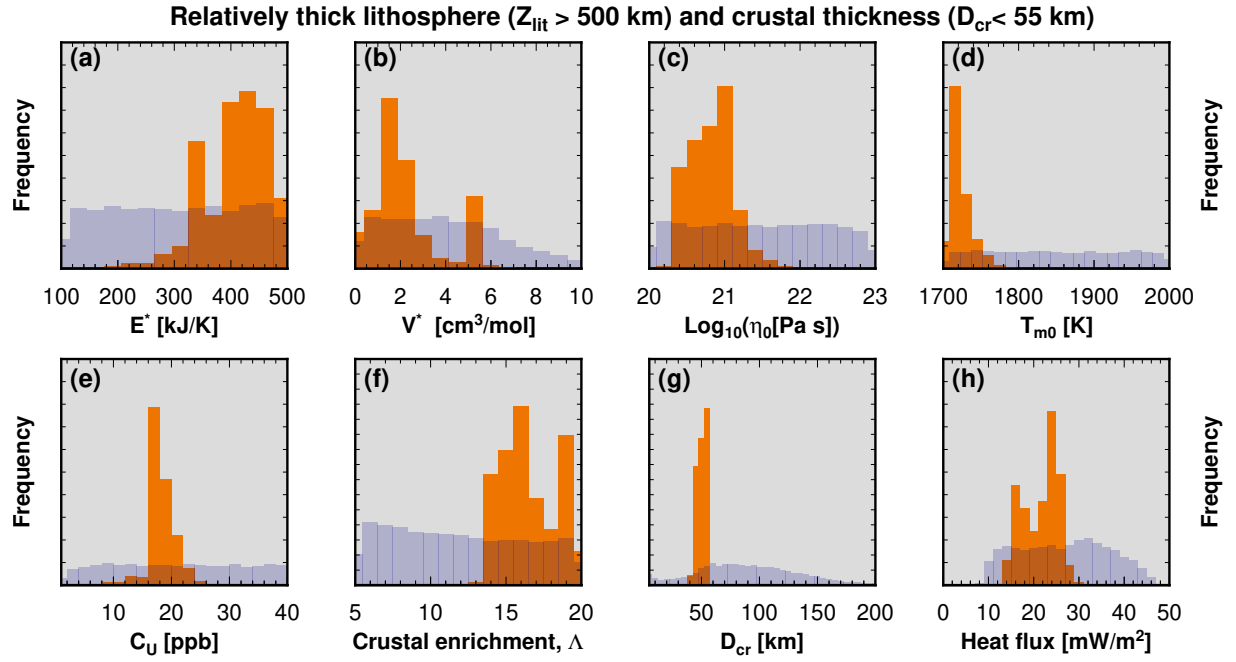 Relatively thick lithosphere (Z_lit > 500 km) and crustal thickness (D_cr < 55 km)
(a) (b) (c) (d)
Frequency
Frequency
100 200 300 400 500
0 2 4 6 8 10
20 21 22 23
1700 1800 1900 2000
E* [kJ/K]
V* [cm³/mol]
Log₁₀(η₀[Pa s])
T_m0 [K]
(e) (f) (g) (h)
Frequency
Frequency
10 20 30 40
5 10 15 20
50 100 150 200
0 10 20 30 40 50
C_U [ppb]
Crustal enrichment, Λ
D_cr [km]
Heat flux [mW/m²]